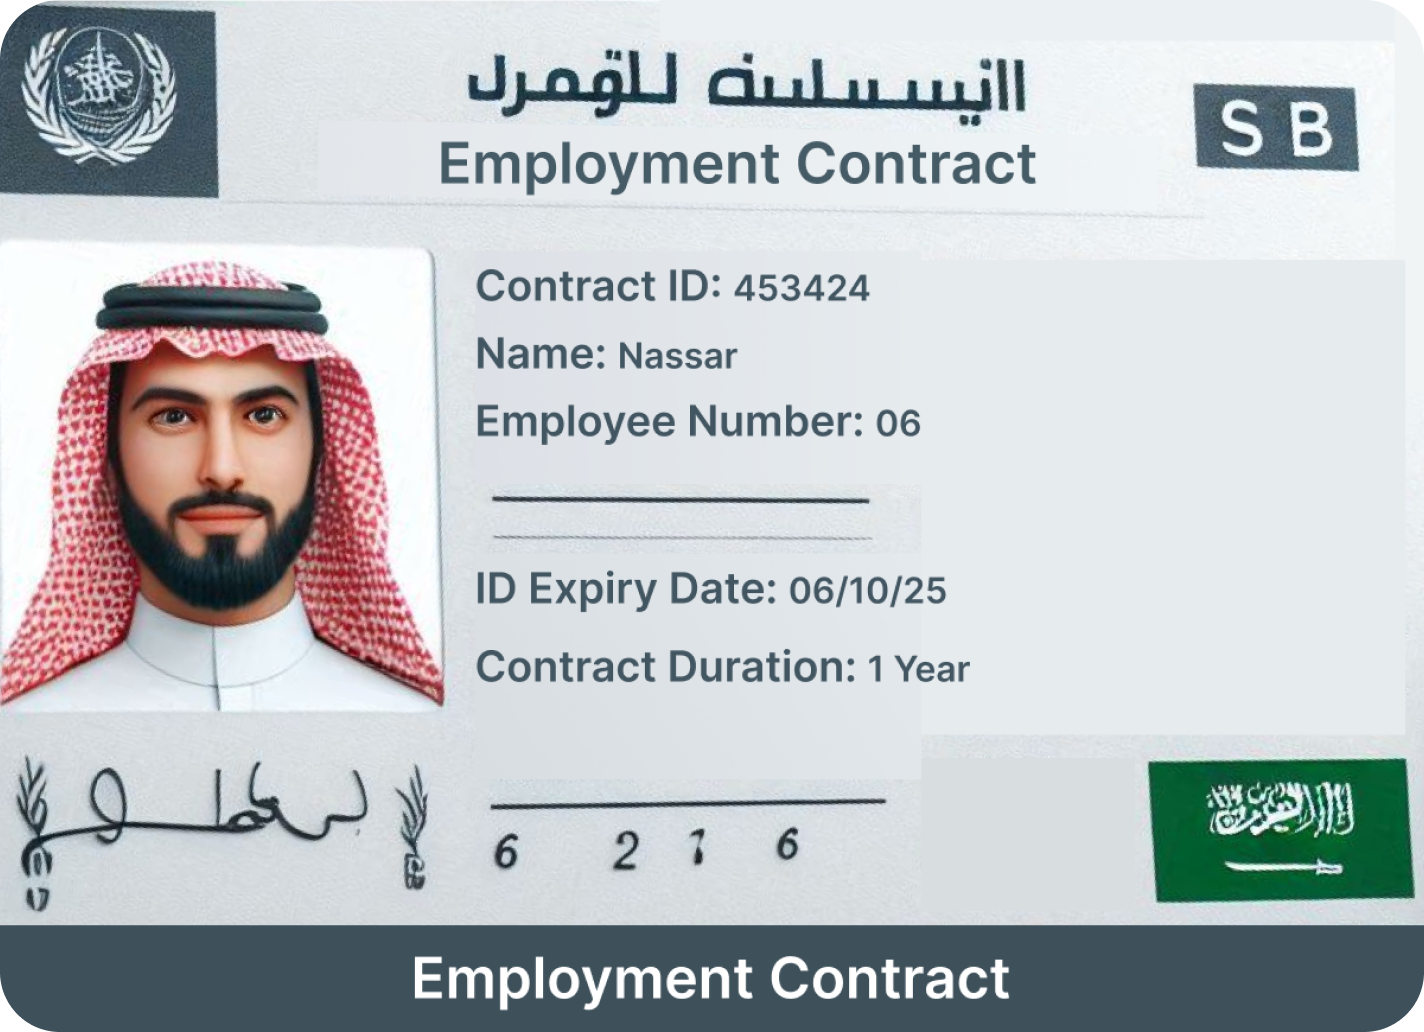 Employment Contract
S B
Contract ID: 453424
Name: Nassar
Employee Number: 06
ID Expiry Date: 06/10/25
Contract Duration: 1 Year
6 2 1 6
Employment Contract